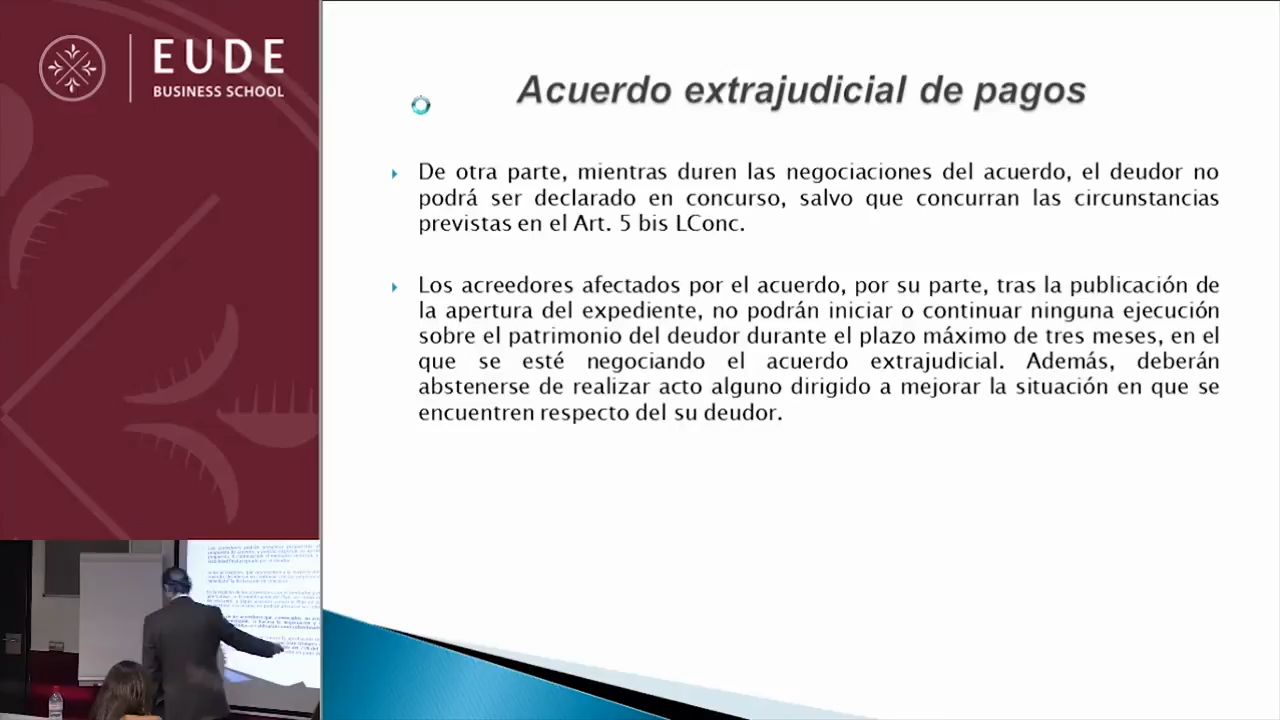 EUDE
BUSINESS SCHOOL
Acuerdo extrajudicial de pagos
De otra parte, mientras duren las negociaciones del acuerdo, el deudor no
podrá ser declarado en concurso, salvo que concurran las circunstancias
previstas en el Art. 5 bis LConc.
Los acreedores afectados por el acuerdo, por su parte, tras la publicación de
la apertura del expediente, no podrán iniciar o continuar ninguna ejecución
sobre el patrimonio del deudor durante el plazo máximo de tres meses, en el
que se esté negociando el acuerdo extrajudicial. Además, deberán
abstenerse de realizar acto alguno dirigido a mejorar la situación en que se
encuentren respecto del su deudor.